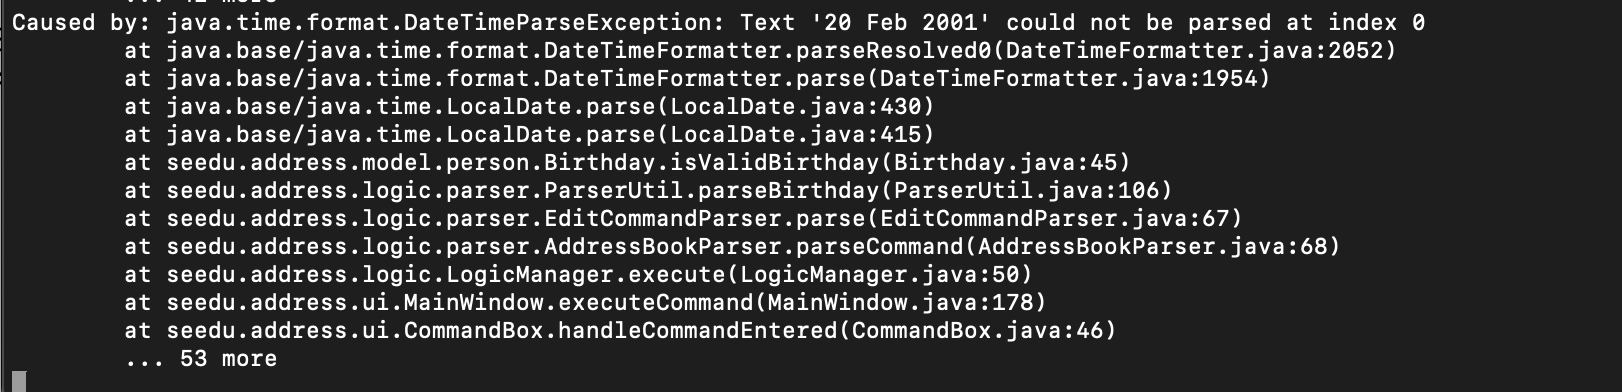 ... 42 more
Caused by: java.time.format.DateTimeParseException: Text '20 Feb 2001' could not be parsed at index 0
at java.base/java.time.format.DateTimeFormatter.parseResolved0(DateTimeFormatter.java:2052)
at java.base/java.time.format.DateTimeFormatter.parse(DateTimeFormatter.java:1954)
at java.base/java.time.LocalDate.parse(LocalDate.java:430)
at java.base/java.time.LocalDate.parse(LocalDate.java:415)
at seedu.address.model.person.Birthday.isValidBirthday(Birthday.java:45)
at seedu.address.logic.parser.ParserUtil.parseBirthday(ParserUtil.java:106)
at seedu.address.logic.parser.EditCommandParser.parse(EditCommandParser.java:67)
at seedu.address.logic.parser.AddressBookParser.parseCommand(AddressBookParser.java:68)
at seedu.address.logic.LogicManager.execute(LogicManager.java:50)
at seedu.address.ui.MainWindow.executeCommand(MainWindow.java:178)
at seedu.address.ui.CommandBox.handleCommandEntered(CommandBox.java:46)
... 53 more